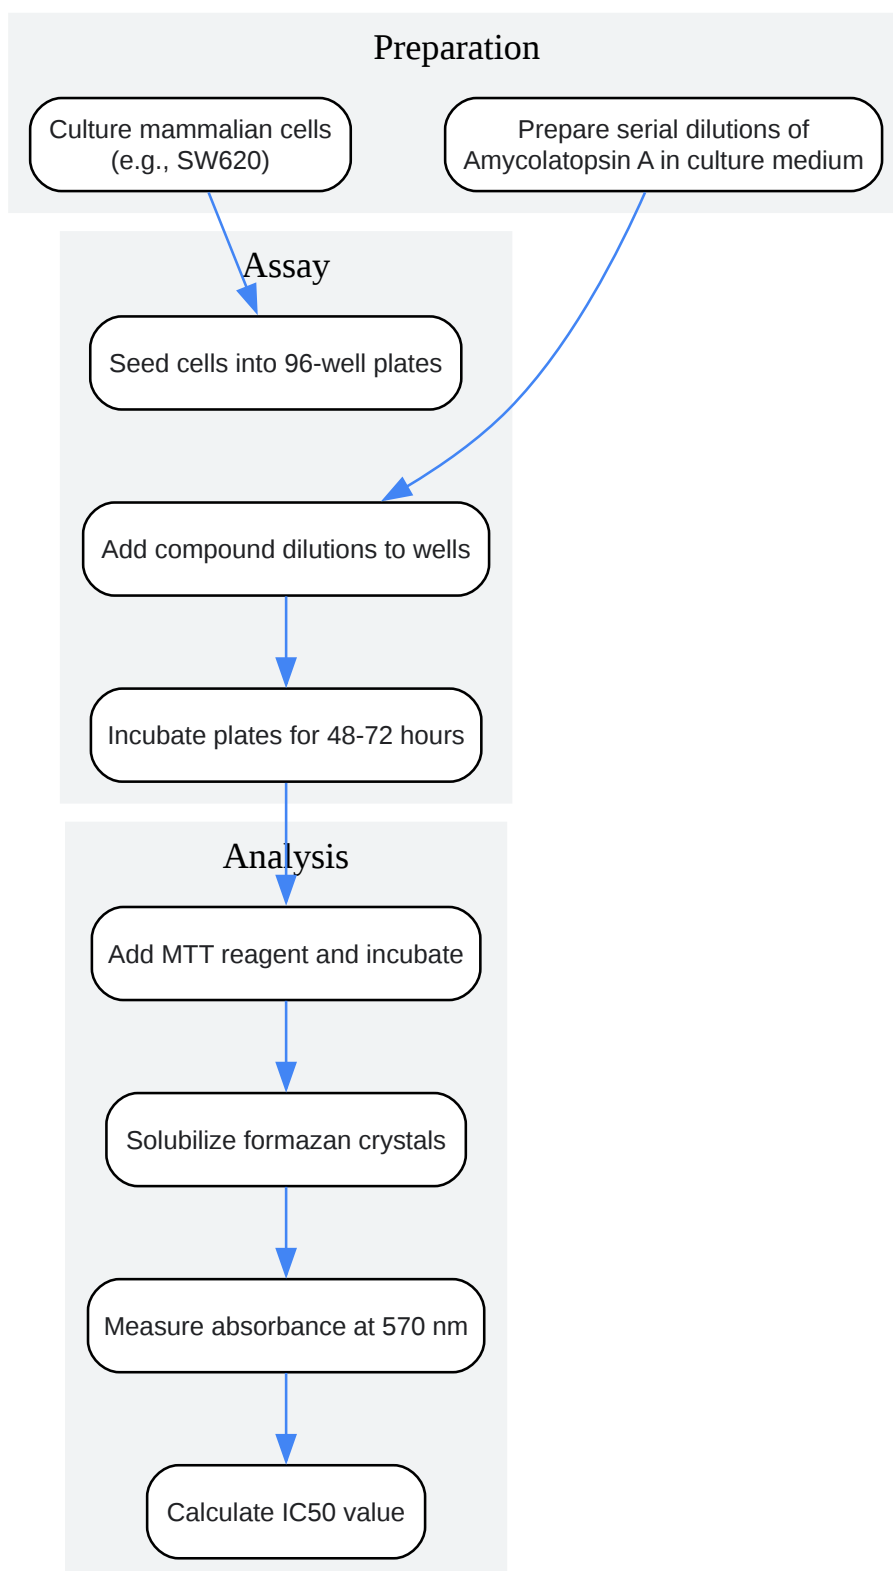 Preparation
Culture mammalian cells
(e.g., SW620)
Prepare serial dilutions of
Amycolatopsin A in culture medium
Assay
Seed cells into 96-well plates
Add compound dilutions to wells
Incubate plates for 48-72 hours
Analysis
Add MTT reagent and incubate
Solubilize formazan crystals
Measure absorbance at 570 nm
Calculate IC50 value